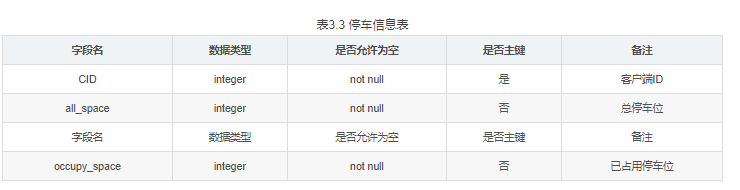 表3.3 停车信息表
字段名 数据类型 是否允许为空 是否主键 备注
CID integer not null 是 客户端ID
all_space integer not null 否 总停车位
字段名 数据类型 是否允许为空 是否主键 备注
occupy_space integer not null 否 已占用停车位